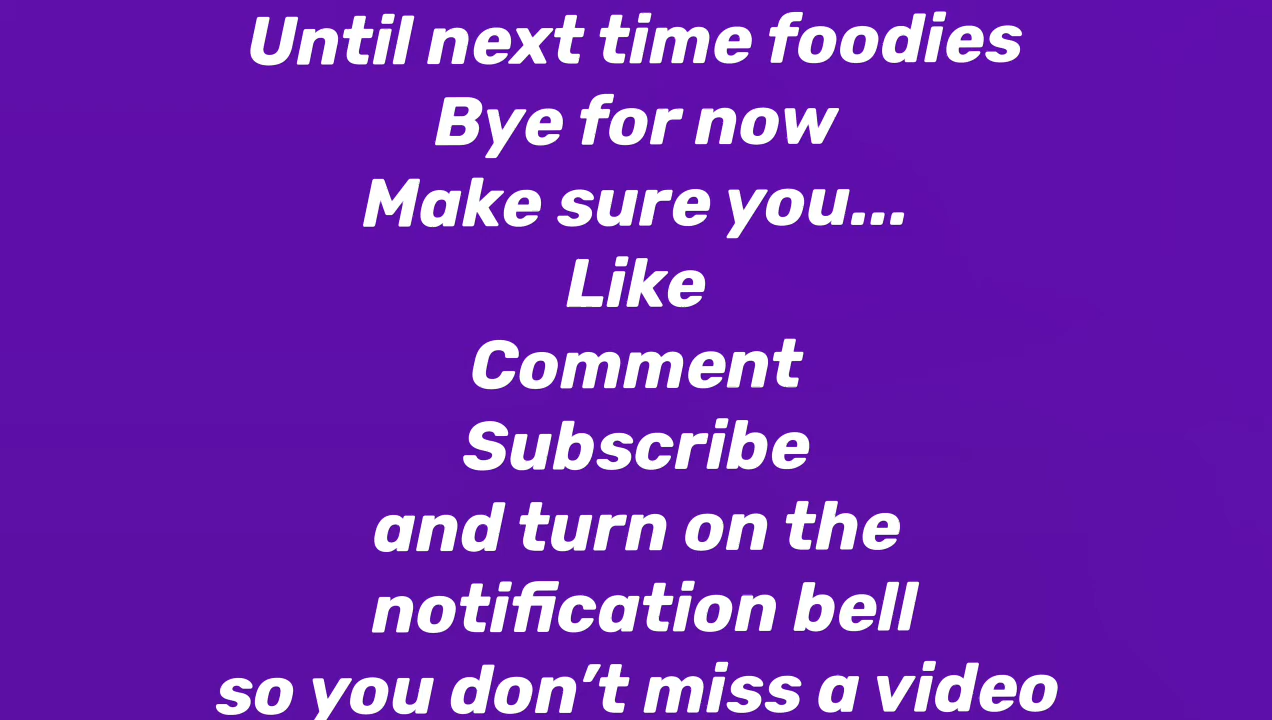 Until next time foodies
Bye for now
Make sure you...
Like
Comment
Subscribe
and turn on the
notification bell
so you don’t miss a video